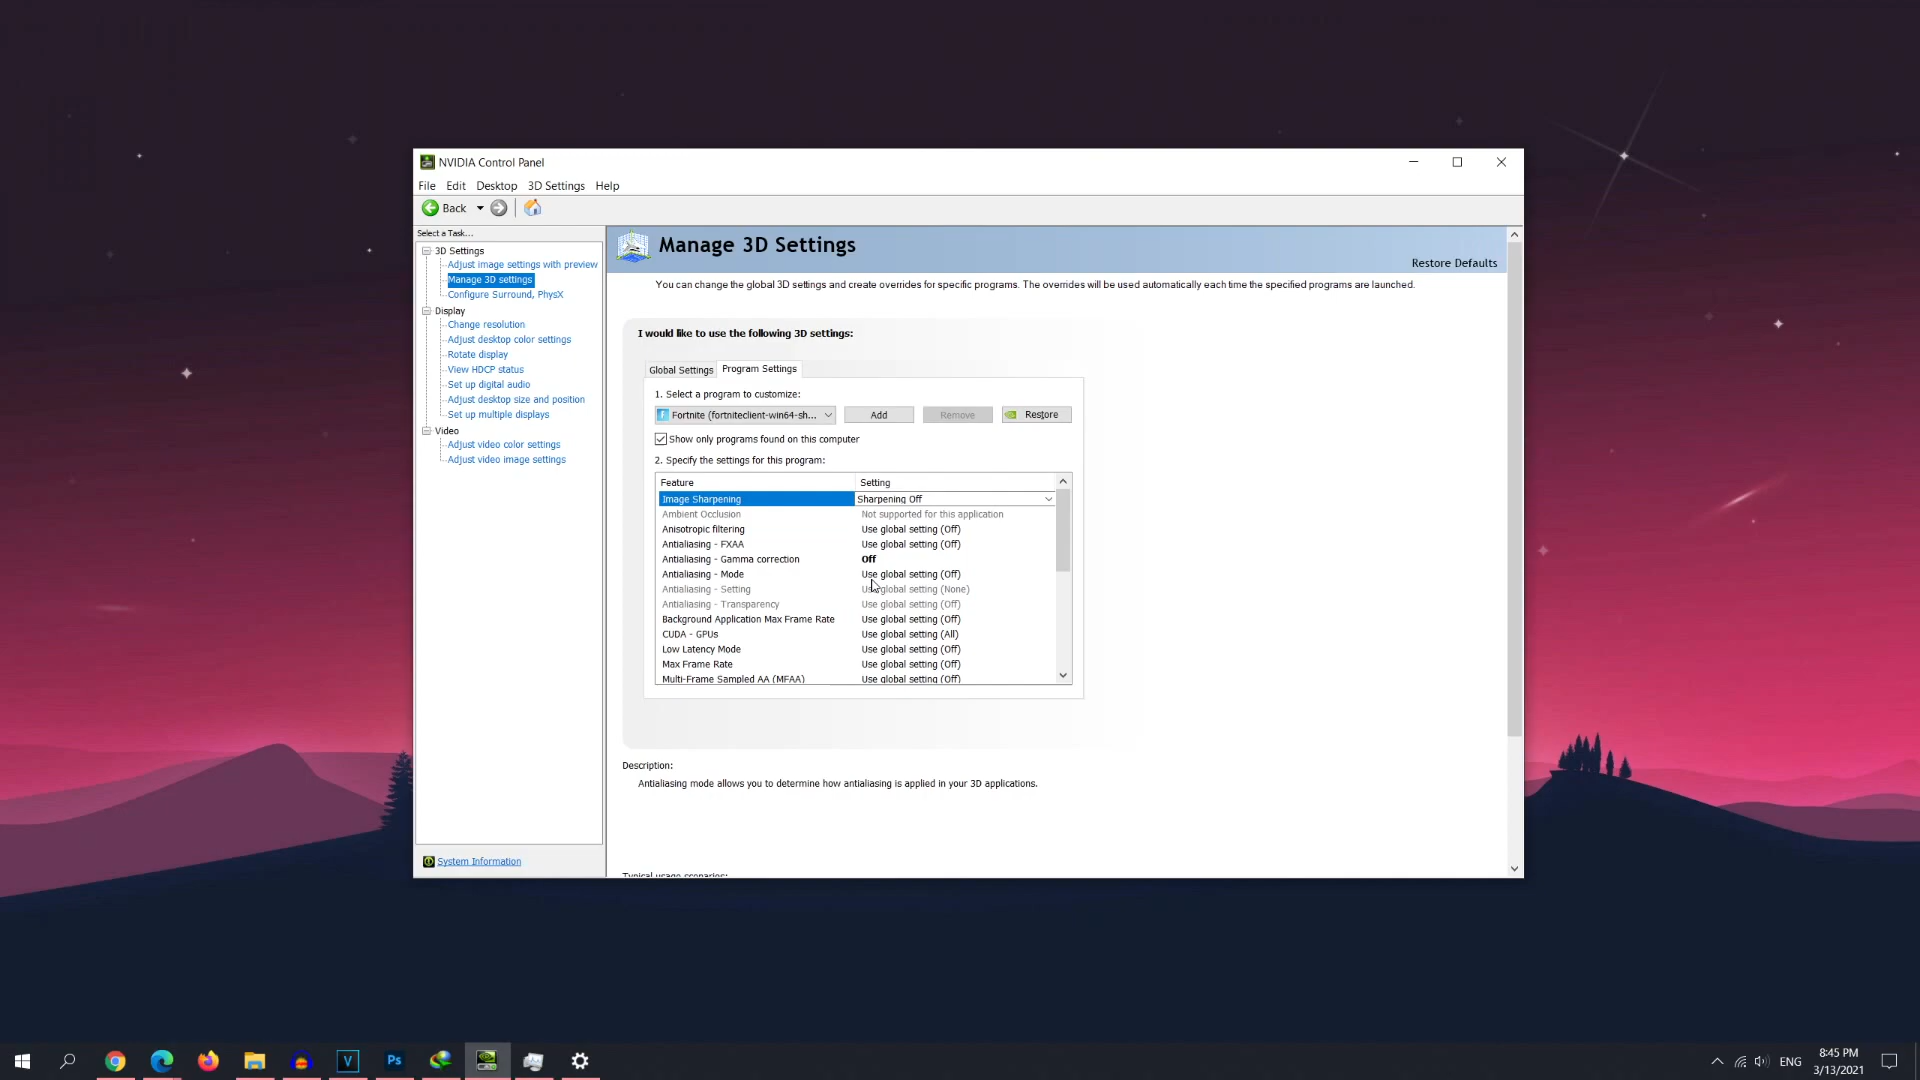 NVIDIA Control Panel
File Edit Desktop 3D Settings Help
Back
Select a Task...
3D Settings
Adjust image settings with preview
Manage 3D settings
Configure Surround, PhysX
Display
Change resolution
Adjust desktop color settings
Rotate display
View HDCP status
Set up digital audio
Adjust desktop size and position
Set up multiple displays
Video
Adjust video color settings
Adjust video image settings
System Information
Manage 3D Settings
Restore Defaults
You can change the global 3D settings and create overrides for specific programs. The overrides will be used automatically each time the specified programs are launched.
I would like to use the following 3D settings:
Global Settings Program Settings
1. Select a program to customize:
Fortnite (fortniteclient-win64-sh... Add Remove Restore
Show only programs found on this computer
2. Specify the settings for this program:
Feature Setting
Image Sharpening Sharpening Off
Ambient Occlusion Not supported for this application
Anisotropic filtering Use global setting (Off)
Antialiasing - FXAA Use global setting (Off)
Antialiasing - Gamma correction Off
Antialiasing - Mode Use global setting (Off)
Antialiasing - Setting Use global setting (None)
Antialiasing - Transparency Use global setting (Off)
Background Application Max Frame Rate Use global setting (Off)
CUDA - GPUs Use global setting (All)
Low Latency Mode Use global setting (Off)
Max Frame Rate Use global setting (Off)
Multi-Frame Sampled AA (MFAA) Use global setting (Off)
Description:
Antialiasing mode allows you to determine how antialiasing is applied in your 3D applications.
Typical usage scenarios:
V
Ps
ENG
8:45 PM
3/13/2021